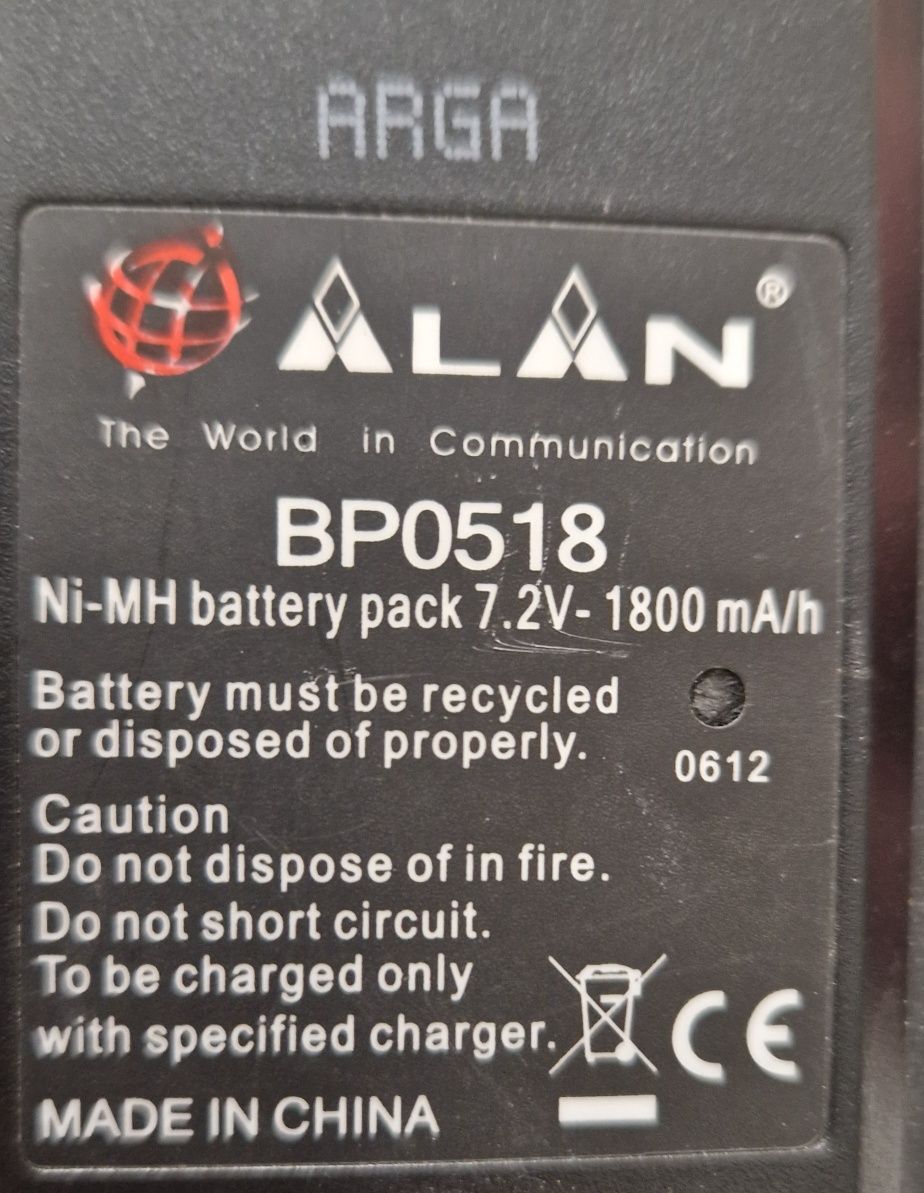 ARGA
ALAN®
The World in Communication
BP0518
Ni-MH battery pack 7.2V- 1800 mA/h
Battery must be recycled
or disposed of properly.
0612
Caution
Do not dispose of in fire.
Do not short circuit.
To be charged only
with specified charger.
CE
MADE IN CHINA